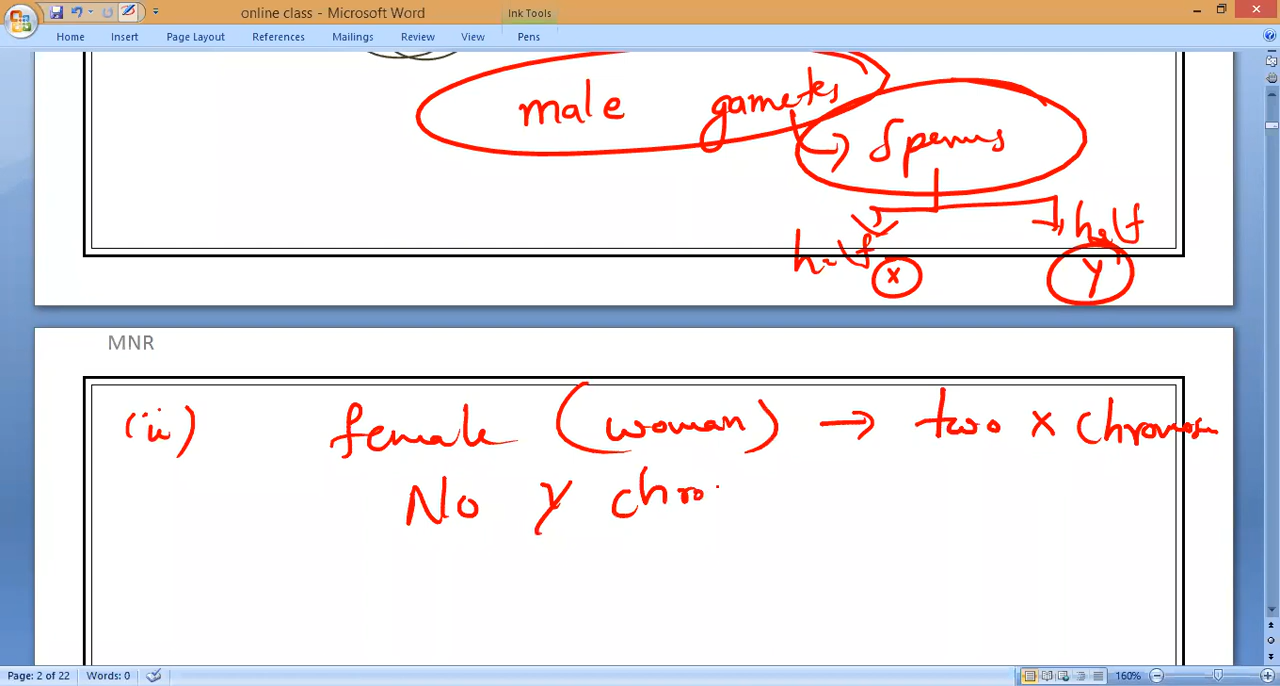 online class - Microsoft Word
Ink Tools
Home Insert Page Layout References Mailings Review View Pens
male gametes
Sperms
half half
X Y
MNR
(ii) female (woman) → two X chromosom
No Y chro
Page: 2 of 22 Words: 0 160%